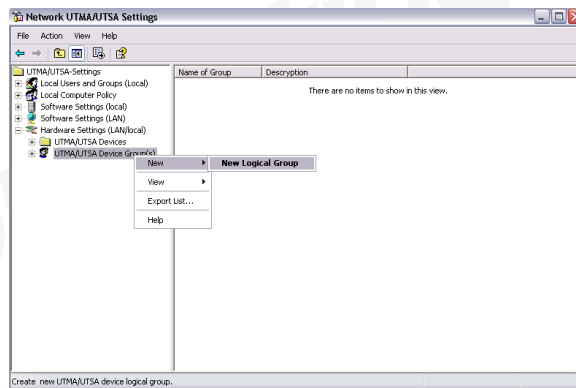 Network UTMA/UTSA Settings
File Action View Help
UTMA/UTSA-Settings
Local Users and Groups (Local)
Local Computer Policy
Software Settings (local)
Software Settings (LAN)
Hardware Settings (LAN/local)
UTMA/UTSA Devices
UTMA/UTSA Device Group(s)
Name of Group Descryption
There are no items to show in this view.
New
View
Export List...
Help
New Logical Group
Create new UTMA/UTSA device logical group.